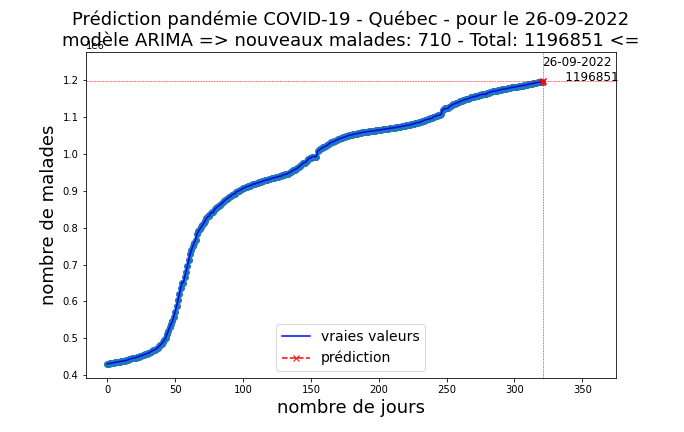 Prédiction pandémie COVID-19 - Québec - pour le 26-09-2022
modèle ARIMA => nouveaux malades: 710 - Total: 1196851 <=
1e6
26-09-2022
1196851
1.2
1.1
1.0
0.9
0.8
0.7
0.6
0.5
0.4
nombre de malades
vraies valeurs
prédiction
0 50 100 150 200 250 300 350
nombre de jours